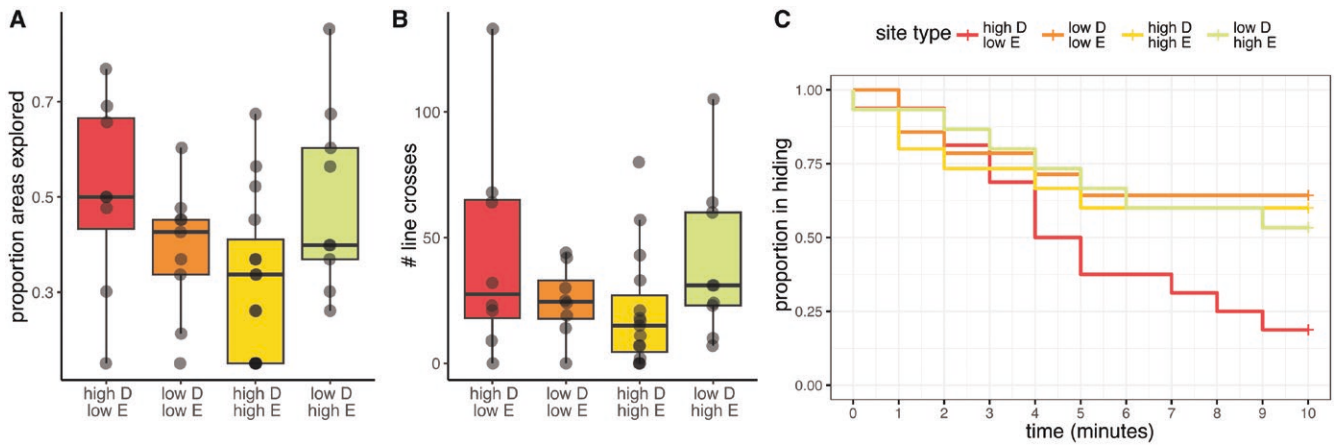 A
proportion areas explored
0.7
0.5
0.3
high D low D high D low D
low E low E high E high E
B
# line crosses
100
50
0
high D low D high D low D
low E low E high E high E
C
site type high D low D high D low D
low E low E high E high E
proportion in hiding
1.00
0.75
0.50
0.25
0.00
0 1 2 3 4 5 6 7 8 9 10
time (minutes)